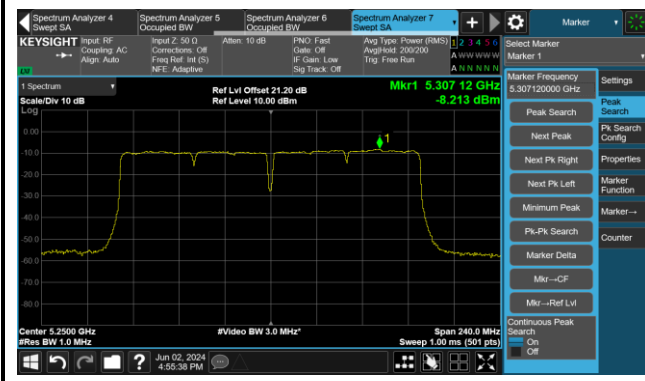 Spectrum Analyzer 4
Swept SA
Spectrum Analyzer 5
Occupied BW
Spectrum Analyzer 6
Occupied BW
Spectrum Analyzer 7
Swept SA
Marker
KEYSIGHT
Input: RF
Coupling: AC
Align: Auto
Input Z: 50 Ω
Corrections: Off
Freq Ref: Int (S)
NFE: Adaptive
Atten: 10 dB
PNO: Fast
Gate: Off
IF Gain: Low
Sig Track: Off
Avg Type: Power (RMS)
Avg|Hold: 200/200
Trig: Free Run
1 2 3 4 5 6
A W W W W W
A N N N N N
Select Marker
Marker 1
1 Spectrum
Scale/Div 10 dB
Log
Ref Lvl Offset 21.20 dB
Ref Level 10.00 dBm
Mkr1 5.307 12 GHz
-8.213 dBm
1
0.00
-10.0
-20.0
-30.0
-40.0
-50.0
-60.0
-70.0
-80.0
Center 5.2500 GHz
#Res BW 1.0 MHz
#Video BW 3.0 MHz*
Span 240.0 MHz
Sweep 1.00 ms (501 pts)
Marker Frequency
5.307120000 GHz
Peak Search
Next Peak
Next Pk Right
Next Pk Left
Minimum Peak
Pk-Pk Search
Marker Delta
Mkr→CF
Mkr→Ref Lvl
Continuous Peak
Search
On
Off
Settings
Peak
Search
Pk Search
Config
Properties
Marker
Function
Marker→
Counter
?
Jun 02, 2024
4:55:38 PM